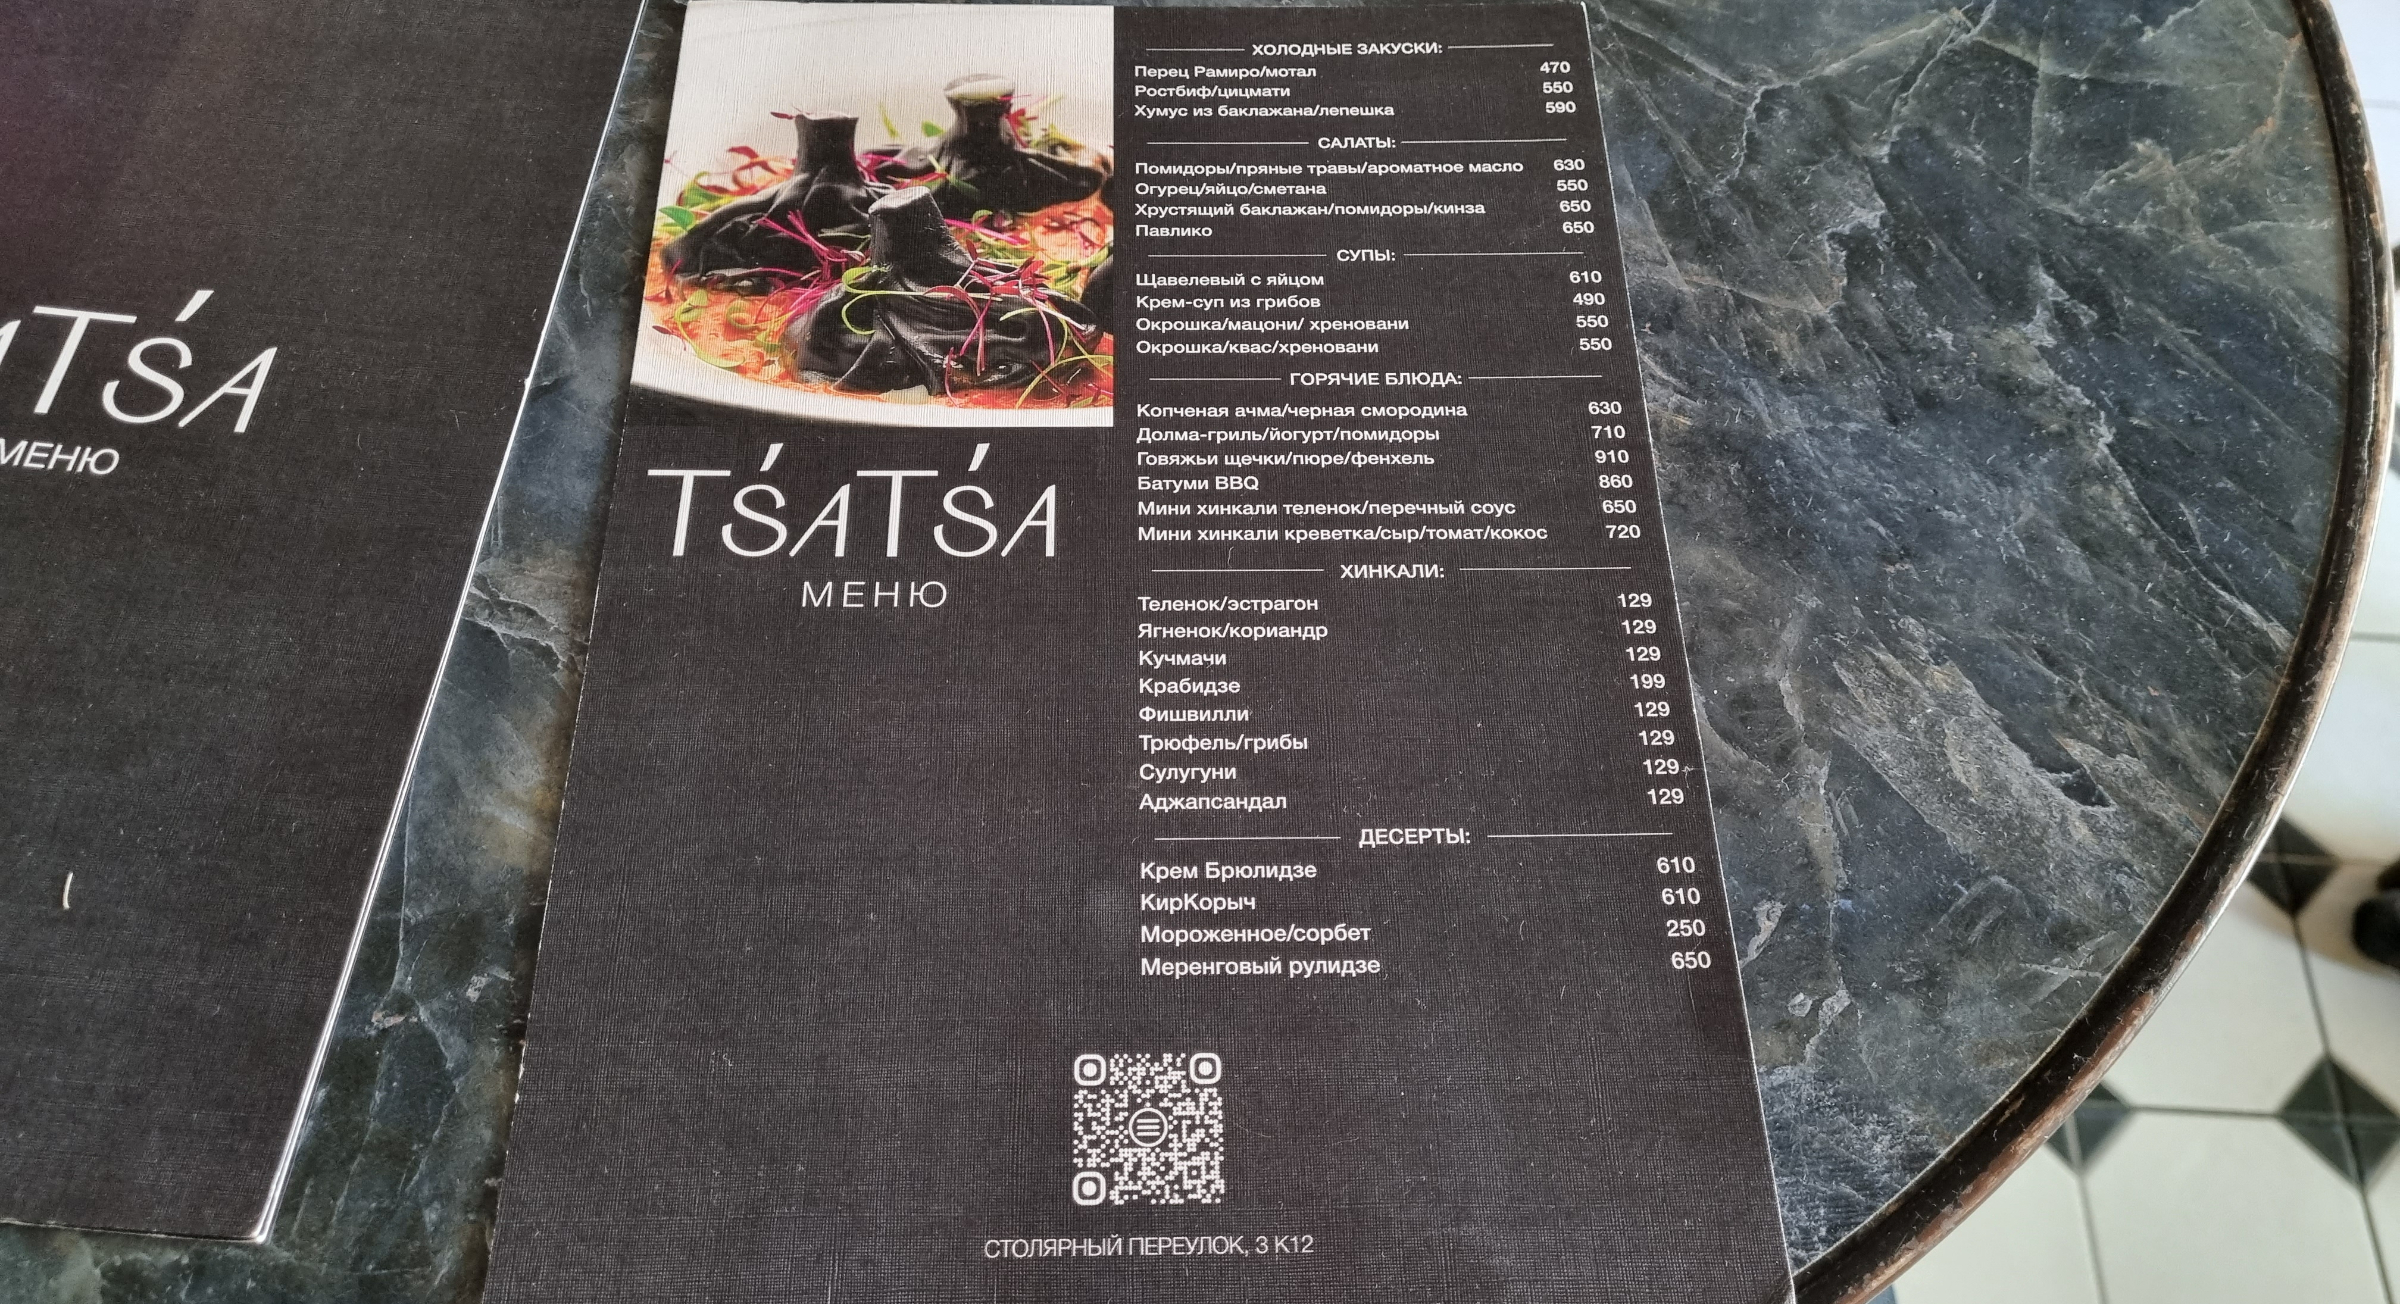 TSATSA
МЕНЮ
ХОЛОДНЫЕ ЗАКУСКИ:
Перец Рамиро/мотал 470
Ростбиф/цицмати 550
Хумус из баклажана/лепешка 590
САЛАТЫ:
Помидоры/пряные травы/ароматное масло 630
Огурец/яйцо/сметана 550
Хрустящий баклажан/помидоры/кинза 650
Павлико 650
СУПЫ:
Щавелевый с яйцом 610
Крем-суп из грибов 490
Окрошка/мацони/ хреновани 550
Окрошка/квас/хреновани 550
ГОРЯЧИЕ БЛЮДА:
Копченая ачма/черная смородина 630
Долма-гриль/йогурт/помидоры 710
Говяжьи щечки/пюре/фенхель 910
Батуми BBQ 860
Мини хинкали теленок/перечный соус 650
Мини хинкали креветка/сыр/томат/кокос 720
ХИНКАЛИ:
Теленок/эстрагон 129
Ягненок/кориандр 129
Кучмачи 129
Крабидзе 199
Фишвилли 129
Трюфель/грибы 129
Сулугуни 129
Аджапсандал 129
ДЕСЕРТЫ:
Крем Брюлидзе 610
КирКорыч 610
Мороженное/сорбет 250
Меренговый рулидзе 650
СТОЛЯРНЫЙ ПЕРЕУЛОК, 3 К12
ATSA
МЕНЮ